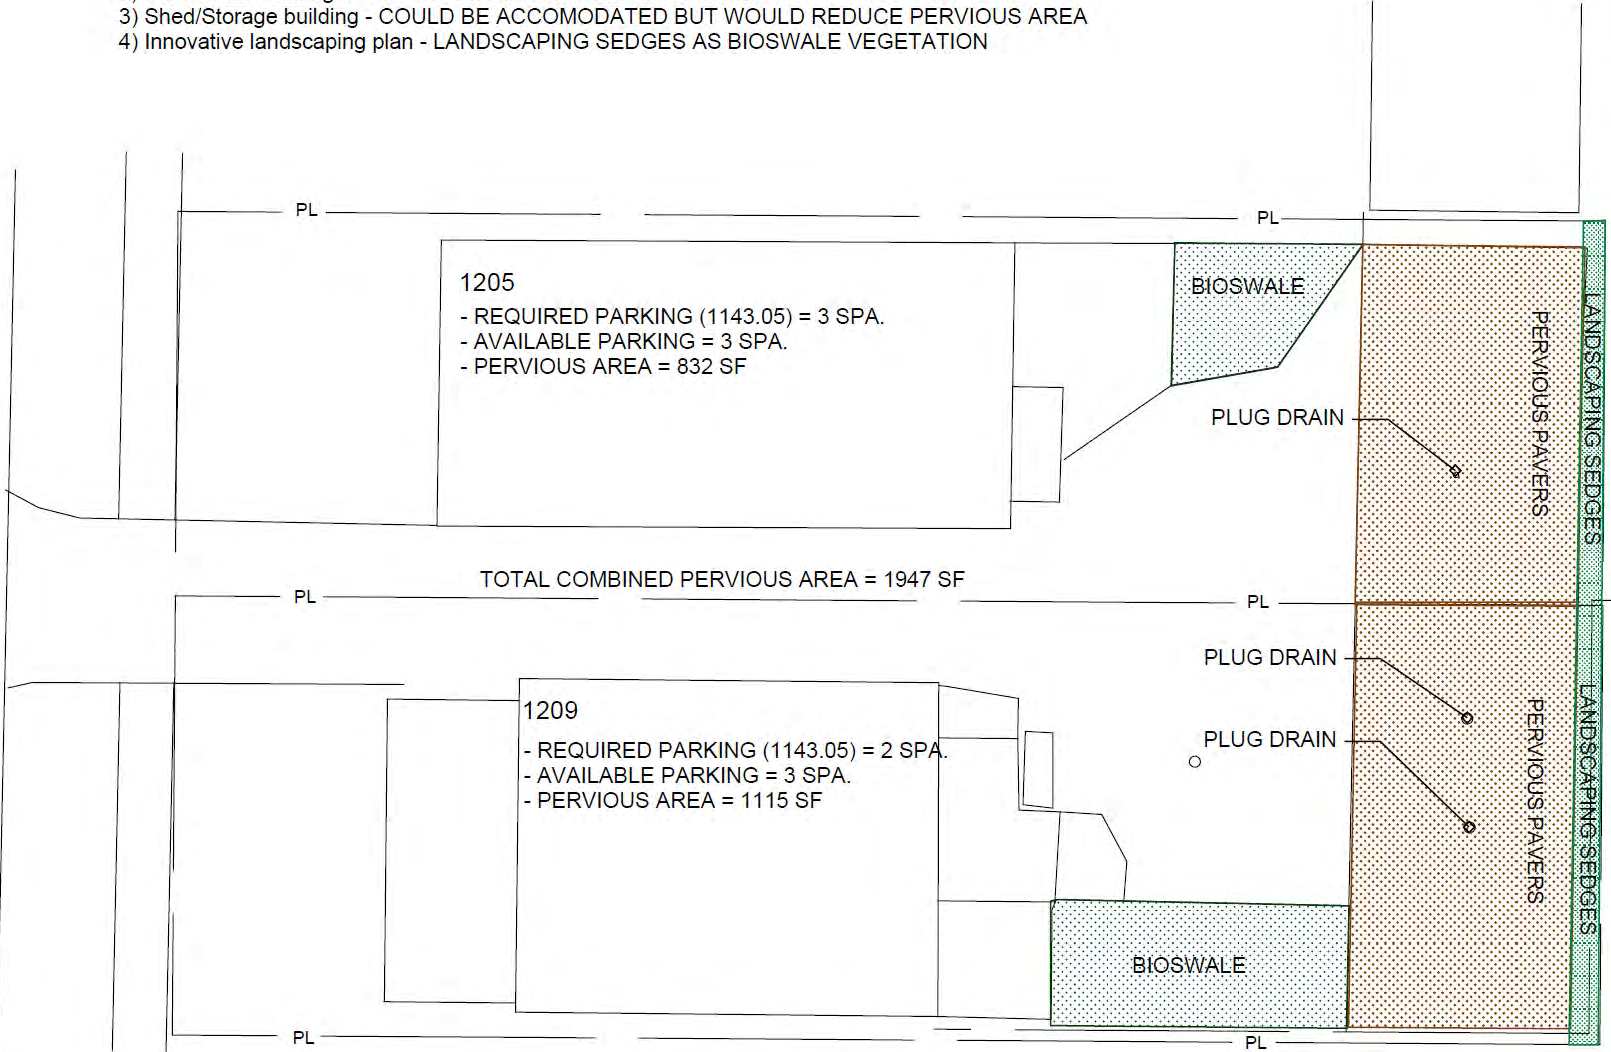 3) Shed/Storage building - COULD BE ACCOMODATED BUT WOULD REDUCE PERVIOUS AREA
4) Innovative landscaping plan - LANDSCAPING SEDGES AS BIOSWALE VEGETATION
PL
PL
1205
- REQUIRED PARKING (1143.05) = 3 SPA.
- AVAILABLE PARKING = 3 SPA.
- PERVIOUS AREA = 832 SF
BIOSWALE
PLUG DRAIN
PERVIOUS PAVERS
LANDSCAPING SEDGES
TOTAL COMBINED PERVIOUS AREA = 1947 SF
PL
PL
1209
- REQUIRED PARKING (1143.05) = 2 SPA.
- AVAILABLE PARKING = 3 SPA.
- PERVIOUS AREA = 1115 SF
PLUG DRAIN
PLUG DRAIN
PERVIOUS PAVERS
LANDSCAPING SEDGES
BIOSWALE
PL
PL